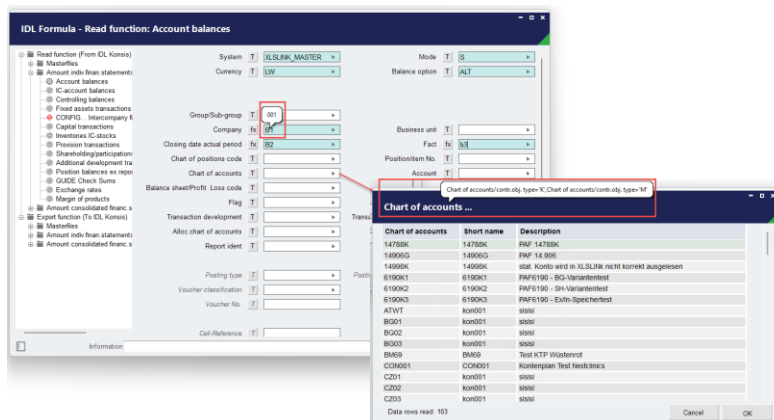 IDL Formula - Read function: Account balances
Read function (From IDL Konsis)
Masterfiles
Amount indiv.finan statements
Account balances
IC-account balances
Controlling balances
Fixed assets transactions
CONFIG... Intercompany fi
Capital transactions
Inventories IC-stocks
Provision transactions
Shareholding/participations
Additional development tra
Position balances ex repor
GUIDE Check Sums
Exchange rates
Margin of products
Amount consolidated financ.s
Export function (To IDL Konsis)
Masterfiles
Amount indiv.finan statements
Amount consolidated financ.s
System T XLSLINK_MASTER
Mode T S
Currency T LW
Balance option T ALT
Group/Sub-group T
001
Company fx B1
Business unit T
Closing date actual period fx B2
Fact fx b3
Chart of positions code T
Position/item No. T
Chart of accounts T
Account T
Balance sheet/Profit Loss code T
Flag T
Transaction development T
Alloc chart of accounts T
Report ident T
Posting type T
Voucher classification T
Voucher No. T
Cell-Reference T
Information
Chart of accounts/contr.obj. type='K',Chart of accounts/contr.obj. type='M'
Chart of accounts ...
Chart of accounts Short name Description
14788K 14788K PAF 14788K
14906G 14906G PAF 14.906
14998K 14998K stat. Konto wird in XLSLINk nicht korrekt ausgelesen
6190K1 6190K1 PAF6190 - BG-Variantentest
6190K2 6190K2 PAF6190 - SH-Variantentest
6190K3 6190K3 PAF6190 - Ex/in-Speichertest
ATWT kon001 sisisl
BG01 kon001 sisisl
BG02 kon001 sisisl
BG03 kon001 sisisl
BM69 BM69 Test KTP Wüstenrot
CON001 CON001 Kontenplan Test Nextclinics
CZ01 kon001 sisisl
CZ02 kon001 sisisl
CZ03 kon001 sisisl
Data rows read: 103
Cancel OK